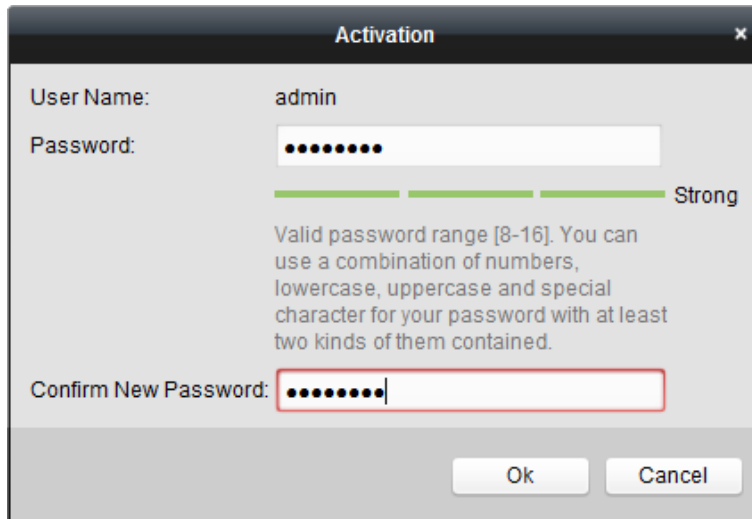 Activation ×
User Name: admin
Password: ●●●●●●●●
Strong
Valid password range [8-16]. You can
use a combination of numbers,
lowercase, uppercase and special
character for your password with at least
two kinds of them contained.
Confirm New Password: ●●●●●●●●
Ok Cancel